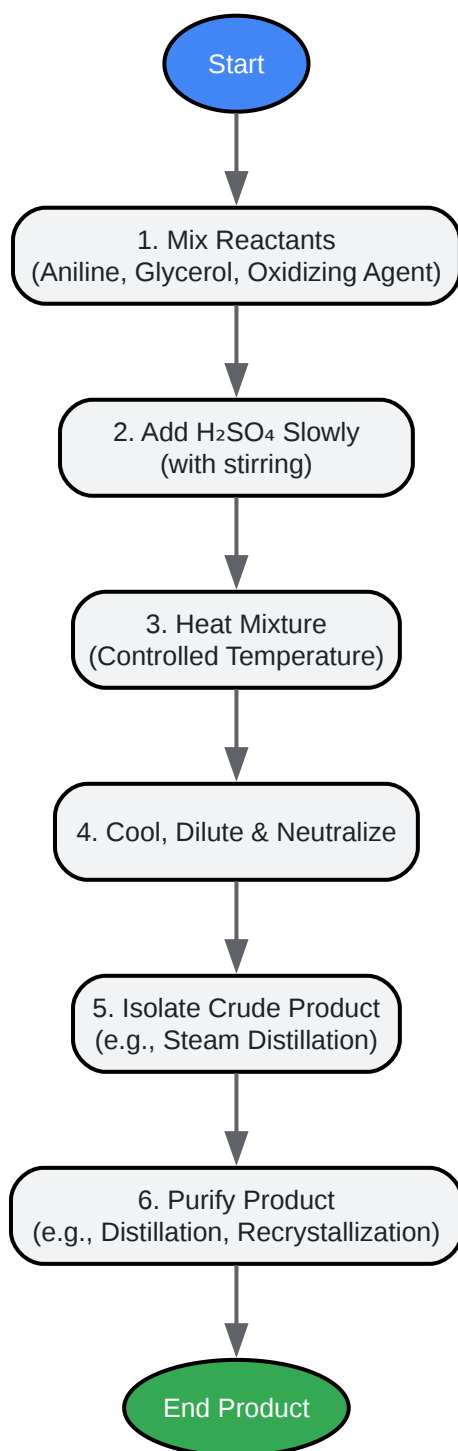 Start
1. Mix Reactants
(Aniline, Glycerol, Oxidizing Agent)
2. Add H₂SO₄ Slowly
(with stirring)
3. Heat Mixture
(Controlled Temperature)
4. Cool, Dilute & Neutralize
5. Isolate Crude Product
(e.g., Steam Distillation)
6. Purify Product
(e.g., Distillation, Recrystallization)
End Product